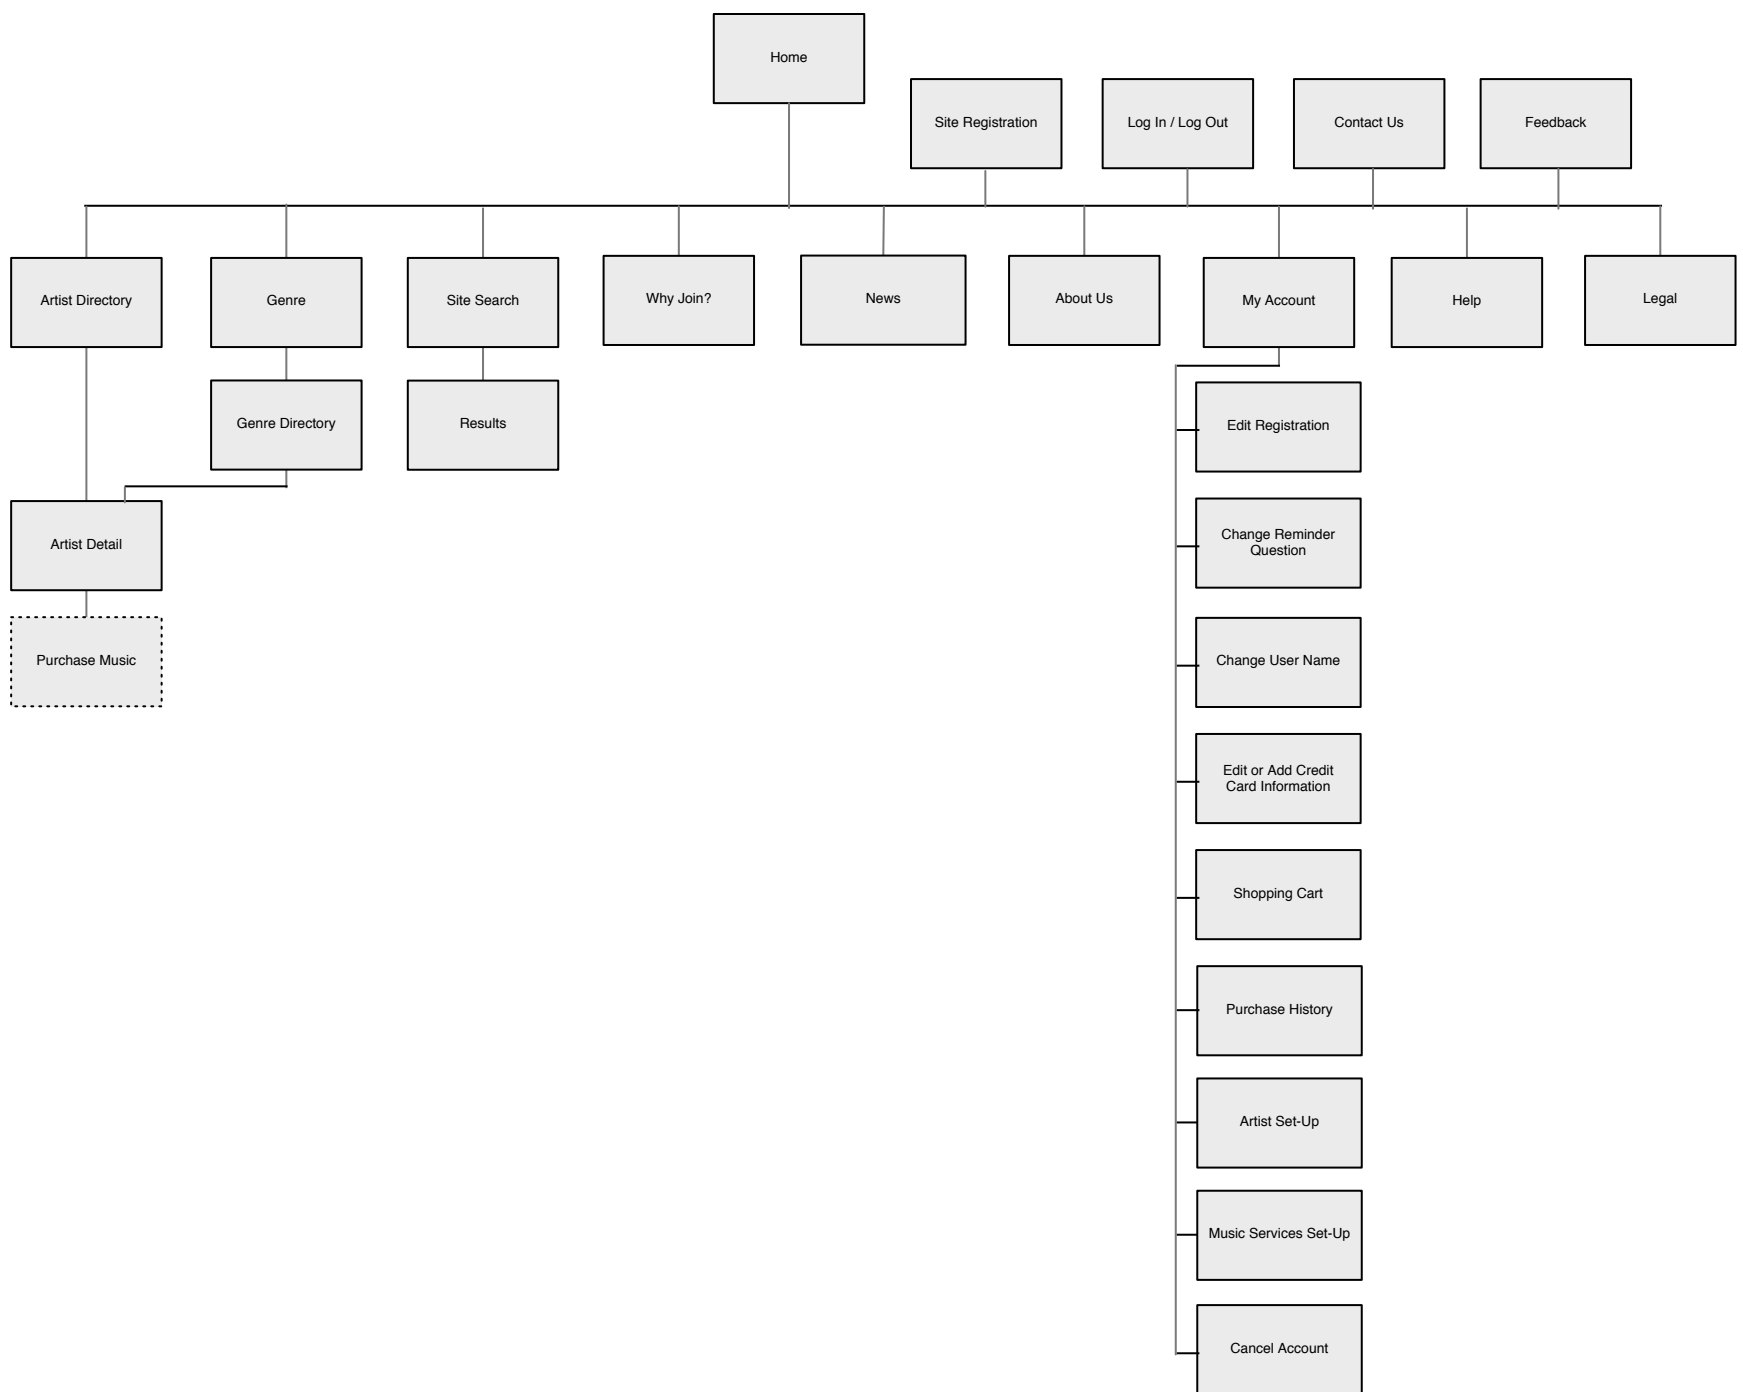 Home
Site Registration
Log In / Log Out
Contact Us
Feedback
Artist Directory
Genre
Site Search
Why Join?
News
About Us
My Account
Help
Legal
Genre Directory
Results
Edit Registration
Artist Detail
Change Reminder
Question
Purchase Music
Change User Name
Edit or Add Credit
Card Information
Shopping Cart
Purchase History
Artist Set-Up
Music Services Set-Up
Cancel Account